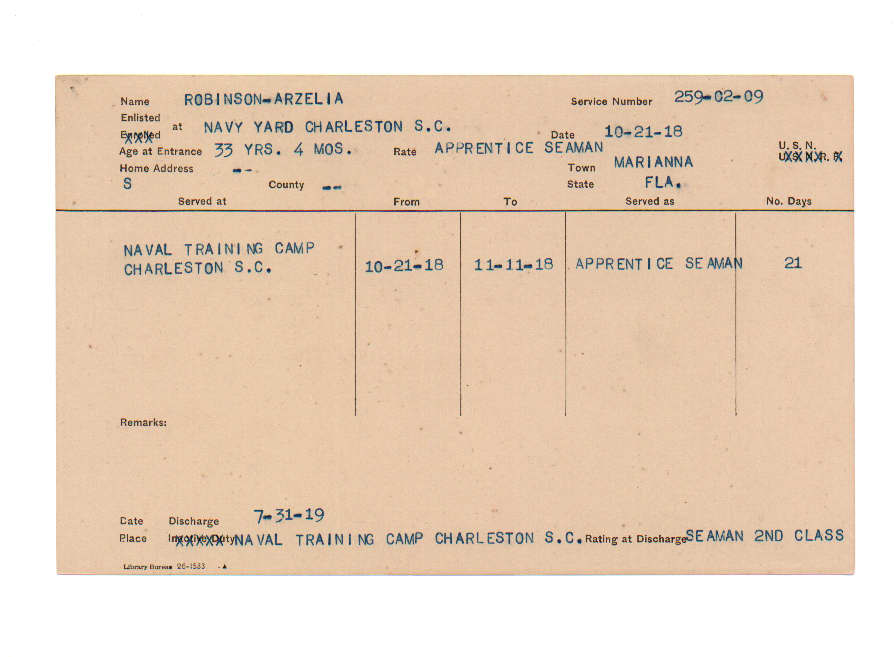 Name ROBINSON-ARZELIA Service Number 259-02-09
Enlisted
Enrolled at NAVY YARD CHARLESTON S.C. Date 10-21-18
Age at Entrance 33 YRS. 4 MOS. Rate APPRENTICE SEAMAN U. S. N.
U. S. N. R. F.
Home Address -- Town MARIANNA
S County -- State FLA.
Served at From To Served as No. Days
NAVAL TRAINING CAMP
CHARLESTON S.C. 10-21-18 11-11-18 APPRENTICE SEAMAN 21
Remarks:
Date Discharge 7-31-19
Place Inactive Duty NAVAL TRAINING CAMP CHARLESTON S.C. Rating at Discharge SEAMAN 2ND CLASS
Library Bureau 26-1533 A